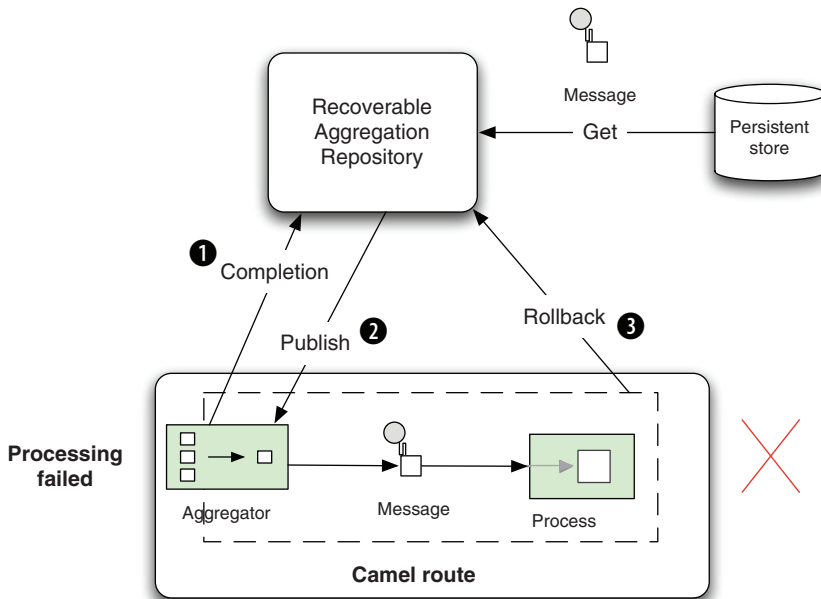 Message
Recoverable
Aggregation
Repository
Get
Persistent
store
1 Completion
Publish 2
Rollback 3
Processing
failed
Aggregator
Message
Process
Camel route